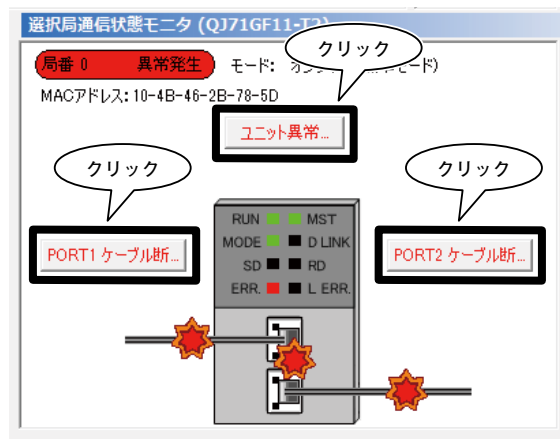 選択局通信状態モニタ (QJ71GF11-T2)
クリック
局番 0 異常発生 モード: モード)
MACアドレス: 10-4B-46-2B-78-5D
ユニット異常...
クリック
クリック
PORT1 ケーブル断...
PORT2 ケーブル断...
RUN MST
MODE D LINK
SD RD
ERR. L ERR.